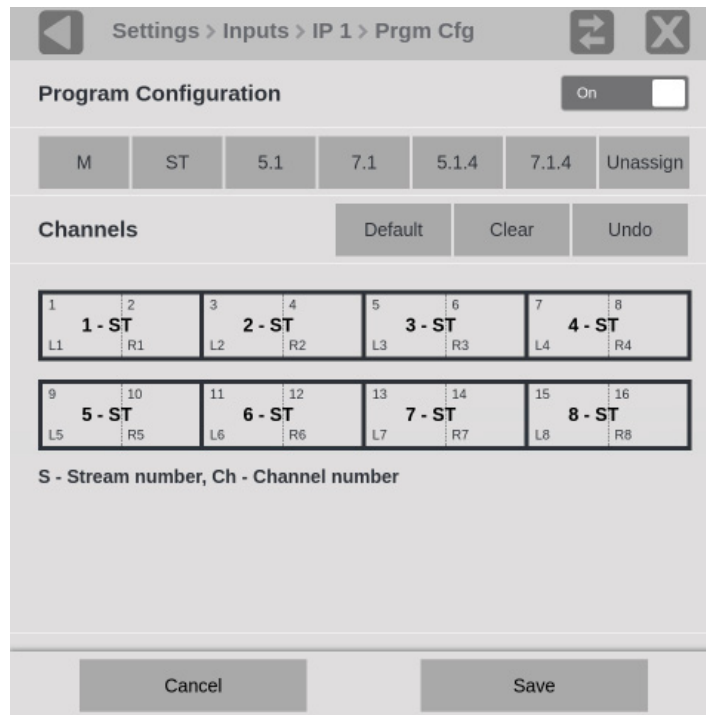 Settings > Inputs > IP 1 > Prgm Cfg
Program Configuration On
M ST 5.1 7.1 5.1.4 7.1.4 Unassign
Channels Default Clear Undo
1 2 3 4 5 6 7 8
1 - ST 2 - ST 3 - ST 4 - ST
L1 R1 L2 R2 L3 R3 L4 R4
9 10 11 12 13 14 15 16
5 - ST 6 - ST 7 - ST 8 - ST
L5 R5 L6 R6 L7 R7 L8 R8
S - Stream number, Ch - Channel number
Cancel Save